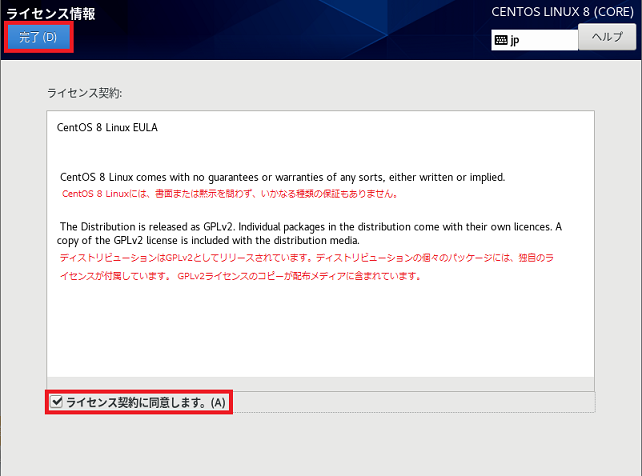 ライセンス情報
CENTOS LINUX 8 (CORE)
完了(D)
jp
ヘルプ
ライセンス契約:
CentOS 8 Linux EULA
CentOS 8 Linux comes with no guarantees or warranties of any sorts, either written or implied.
CentOS 8 Linuxには、書面または黙示を問わず、いかなる種類の保証もありません。
The Distribution is released as GPLv2. Individual packages in the distribution come with their own licences. A
copy of the GPLv2 license is included with the distribution media.
ディストリビューションはGPLv2としてリリースされています。ディストリビューションの個々のパッケージには、独自のラ
イセンスが付属しています。 GPLv2ライセンスのコピーが配布メディアに含まれています。
ライセンス契約に同意します。(A)